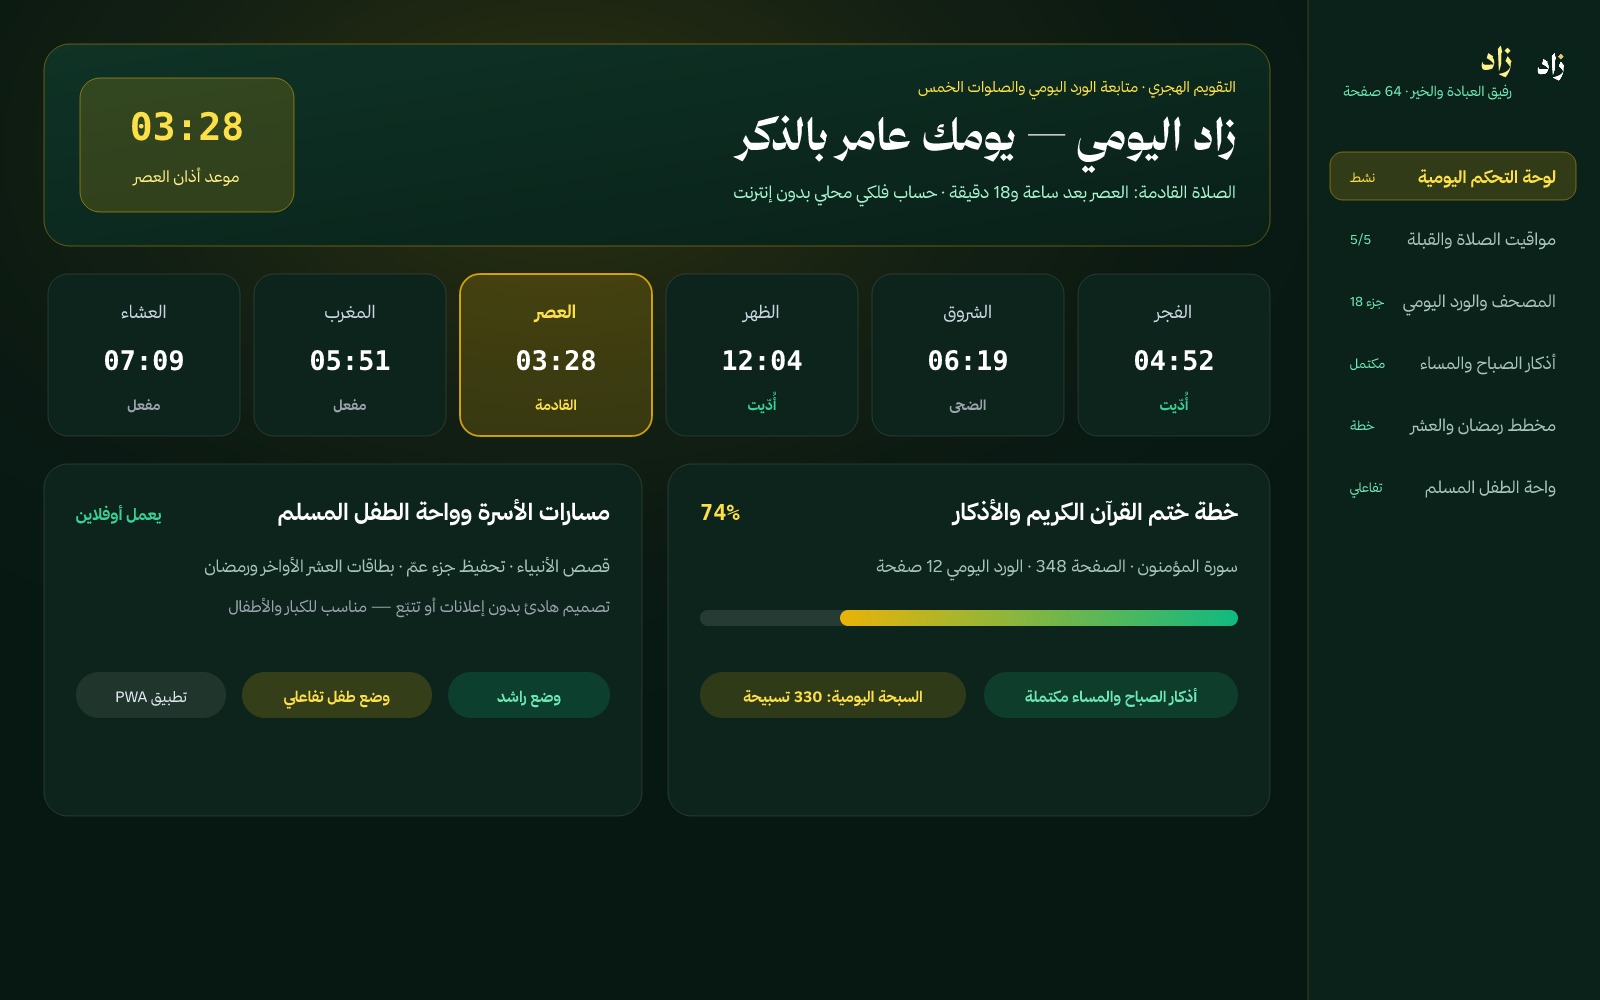 زاد
زاد
رفيق العبادة والخير · 64 صفحة
لوحة التحكم اليومية نشط
مواقيت الصلاة والقبلة 5/5
المصحف والورد اليومي جزء 18
أذكار الصباح والمساء مكتمل
مخطط رمضان والعشر خطة
واحة الطفل المسلم تفاعلي
التقويم الهجري · متابعة الورد اليومي والصلوات الخمس
زاد اليومي — يومك عامر بالذكر
الصلاة القادمة: العصر بعد ساعة و18 دقيقة · حساب فلكي محلي بدون إنترنت
03:28
موعد أذان العصر
الفجر
04:52
أُدّيت
الشروق
06:19
الضحى
الظهر
12:04
أُدّيت
العصر
03:28
القادمة
المغرب
05:51
مفعل
العشاء
07:09
مفعل
خطة ختم القرآن الكريم والأذكار 74%
سورة المؤمنون · الصفحة 348 · الورد اليومي 12 صفحة
أذكار الصباح والمساء مكتملة
السبحة اليومية: 330 تسبيحة
مسارات الأسرة وواحة الطفل المسلم يعمل أوفلاين
قصص الأنبياء · تحفيظ جزء عمّ · بطاقات العشر الأواخر ورمضان
تصميم هادئ بدون إعلانات أو تتبّع — مناسب للكبار والأطفال
وضع راشد
وضع طفل تفاعلي
تطبيق PWA